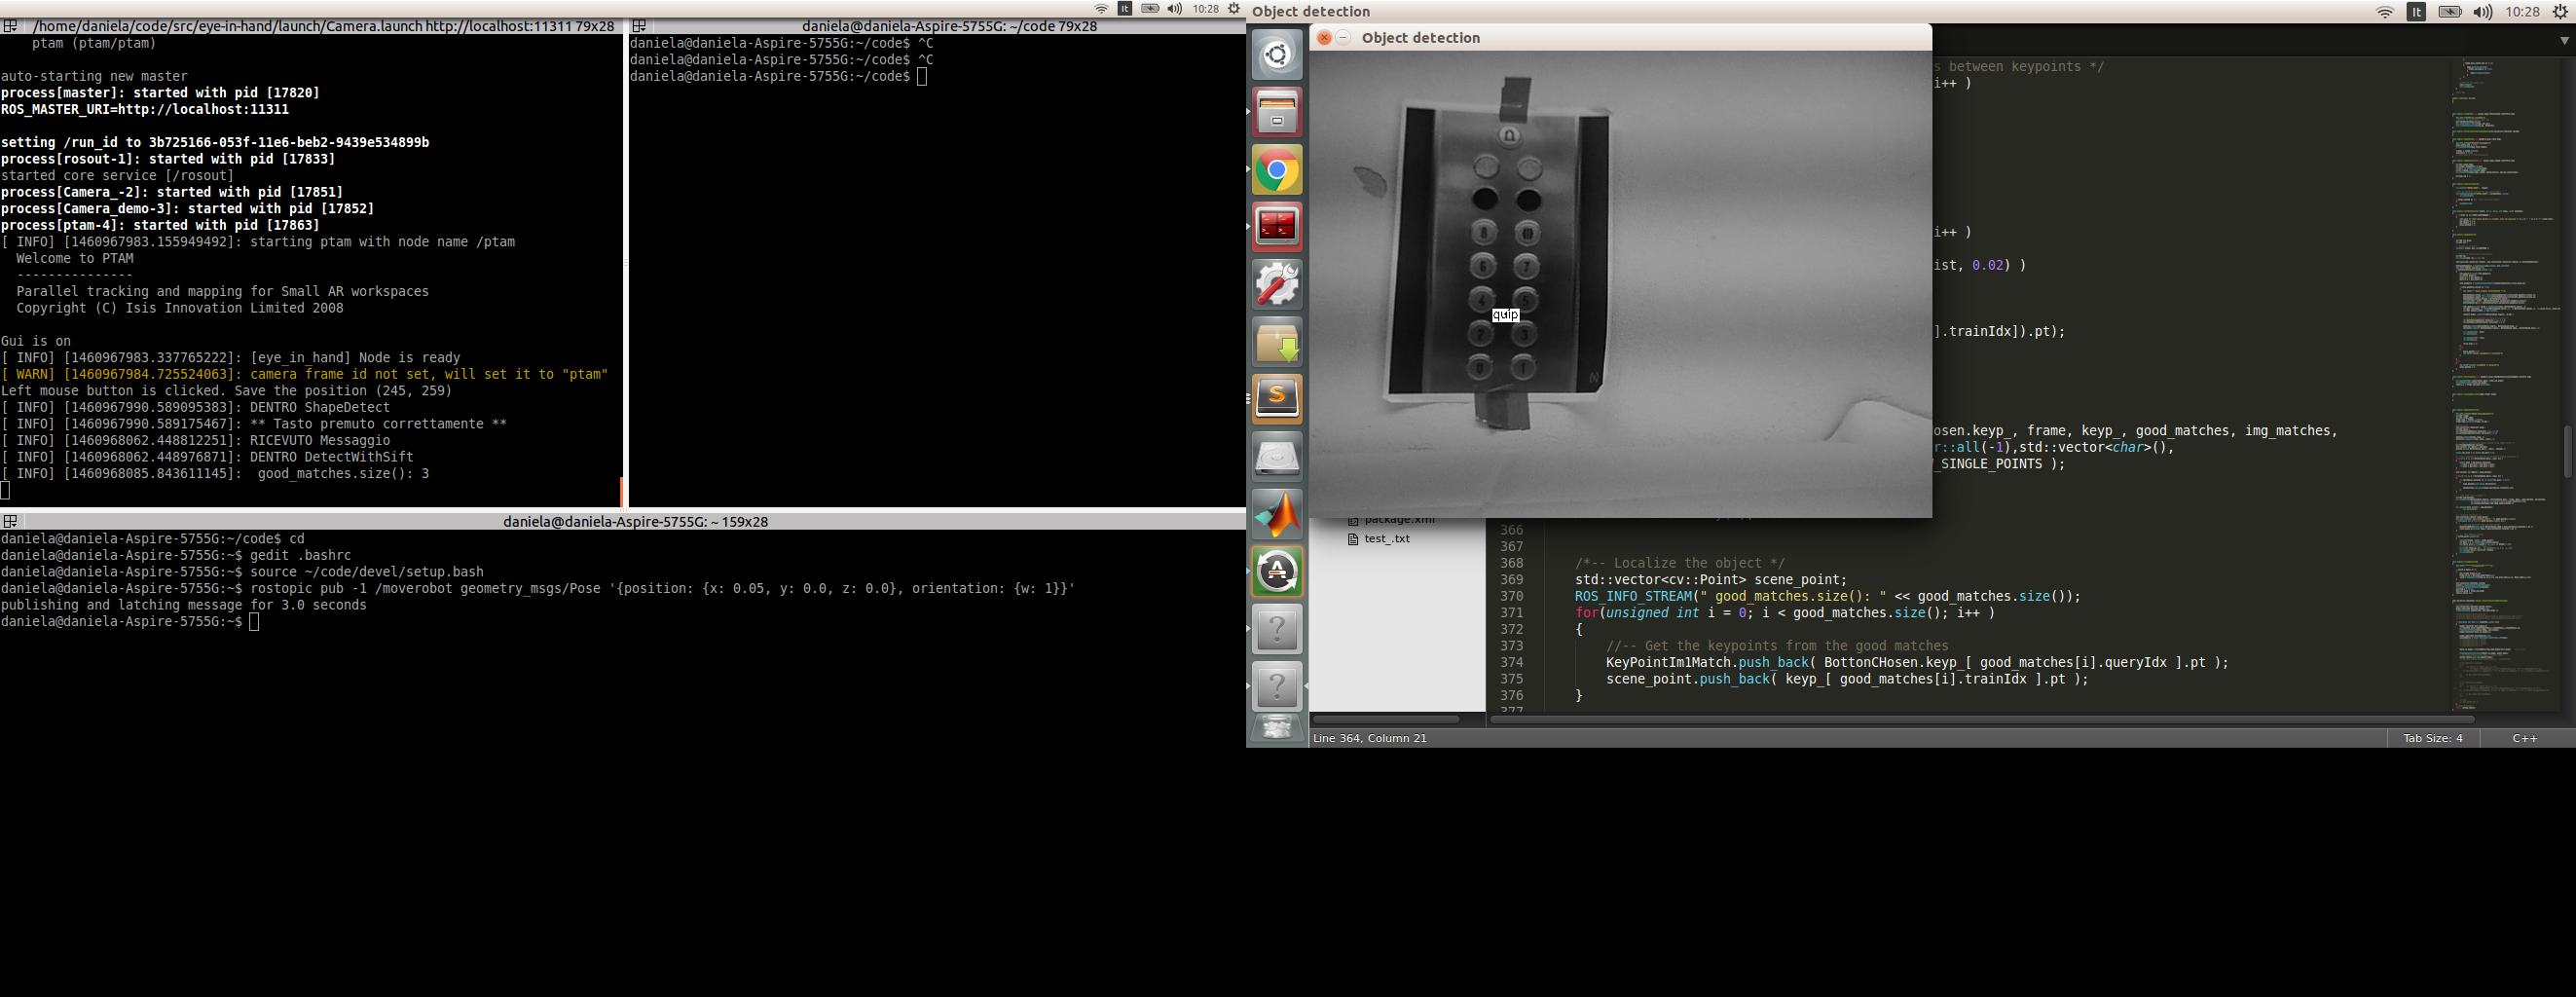 /home/daniela/code/src/eye-in-hand/launch/Camera.launch http://localhost:11311 79x28
ptam (ptam/ptam)
auto-starting new master
process[master]: started with pid [17820]
ROS_MASTER_URI=http://localhost:11311
setting /run_id to 3b725166-053f-11e6-beb2-9439e534899b
process[rosout-1]: started with pid [17833]
started core service [/rosout]
process[Camera_-2]: started with pid [17851]
process[Camera_demo-3]: started with pid [17852]
process[ptam-4]: started with pid [17863]
[ INFO] [1460967983.155949492]: starting ptam with node name /ptam
Welcome to PTAM
---------------
Parallel tracking and mapping for Small AR workspaces
Copyright (C) Isis Innovation Limited 2008
Gui is on
[ INFO] [1460967983.337765222]: [eye_in_hand] Node is ready
[ WARN] [1460967984.725524063]: camera frame id not set, will set it to "ptam"
Left mouse button is clicked. Save the position (245, 259)
[ INFO] [1460967990.589095383]: DENTRO ShapeDetect
[ INFO] [1460967990.589175467]: ** Tasto premuto correttamente **
[ INFO] [1460968062.448812251]: RICEVUTO Messaggio
[ INFO] [1460968062.448976871]: DENTRO DetectWithSift
[ INFO] [1460968085.843611145]:  good_matches.size(): 3
It 10:28
daniela@daniela-Aspire-5755G: ~/code 79x28
daniela@daniela-Aspire-5755G:~/code$ ^C
daniela@daniela-Aspire-5755G:~/code$ ^C
daniela@daniela-Aspire-5755G:~/code$
daniela@daniela-Aspire-5755G: ~ 159x28
daniela@daniela-Aspire-5755G:~/code$ cd
daniela@daniela-Aspire-5755G:~$ gedit .bashrc
daniela@daniela-Aspire-5755G:~$ source ~/code/devel/setup.bash
daniela@daniela-Aspire-5755G:~$ rostopic pub -1 /moverobot geometry_msgs/Pose '{position: {x: 0.05, y: 0.0, z: 0.0}, orientation: {w: 1}}'
publishing and latching message for 3.0 seconds
daniela@daniela-Aspire-5755G:~$
Object detection
It 10:28
Object detection
8
6 7
4 5
quip
2 3
0 1
s between keypoints */
i++ )
i++ )
ist, 0.02) )
].trainIdx]).pt);
osen.keyp_, frame, keyp_, good_matches, img_matches,
r::all(-1),std::vector<char>(),
_SINGLE_POINTS );
package.xml
test_.txt
366
367
368 /*-- Localize the object */
369 std::vector<cv::Point> scene_point;
370 ROS_INFO_STREAM(" good_matches.size(): " << good_matches.size());
371 for(unsigned int i = 0; i < good_matches.size(); i++ )
372 {
373 //-- Get the keypoints from the good matches
374 KeyPointIm1Match.push_back( BottonCHosen.keyp_[ good_matches[i].queryIdx ].pt );
375 scene_point.push_back( keyp_[ good_matches[i].trainIdx ].pt );
376 }
377
Line 364, Column 21
Tab Size: 4
C++